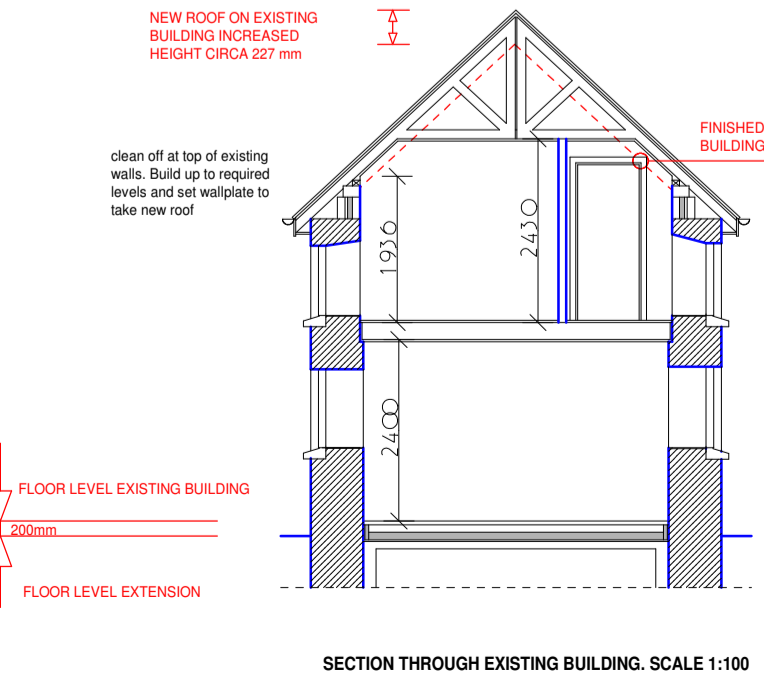 NEW ROOF ON EXISTING
BUILDING INCREASED
HEIGHT CIRCA 227 mm
FINISHED
BUILDING
clean off at top of existing
walls. Build up to required
levels and set wallplate to
take new roof
1936
2430
2400
FLOOR LEVEL EXISTING BUILDING
200mm
FLOOR LEVEL EXTENSION
SECTION THROUGH EXISTING BUILDING. SCALE 1:100